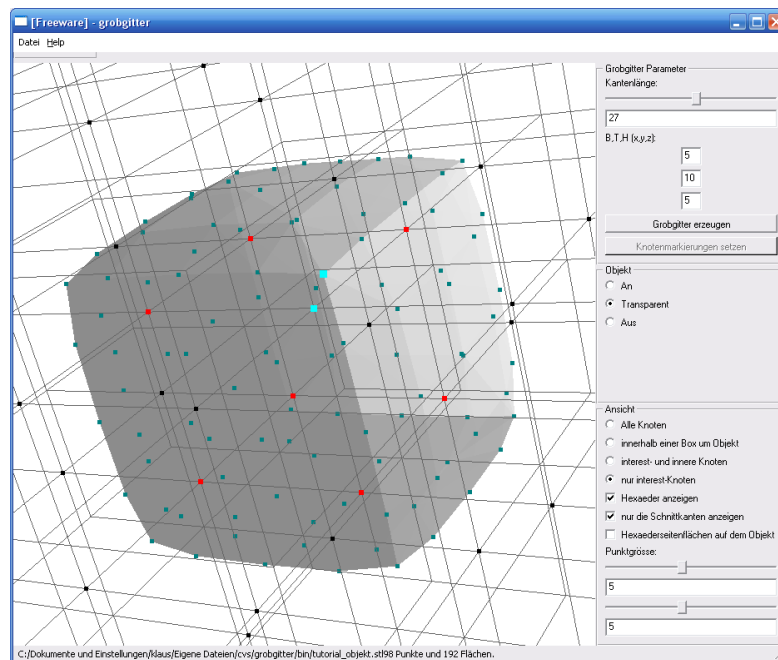 [Freeware] - grobgitter
Datei Help
Grobgitter Parameter
Kantenlänge:
27
B,T,H (x,y,z):
5
10
5
Grobgitter erzeugen
Knotenmarkierungen setzen
Objekt
An
Transparent
Aus
Ansicht
Alle Knoten
innerhalb einer Box um Objekt
interest- und innere Knoten
nur interest-Knoten
Hexaeder anzeigen
nur die Schnittkanten anzeigen
Hexaederseitenflächen auf dem Objekt
Punktgrösse:
5
5
C:/Dokumente und Einstellungen/klaus/Eigene Dateien/cvs/grobgitter/bin/tutorial_objekt.stl98 Punkte und 192 Flächen.